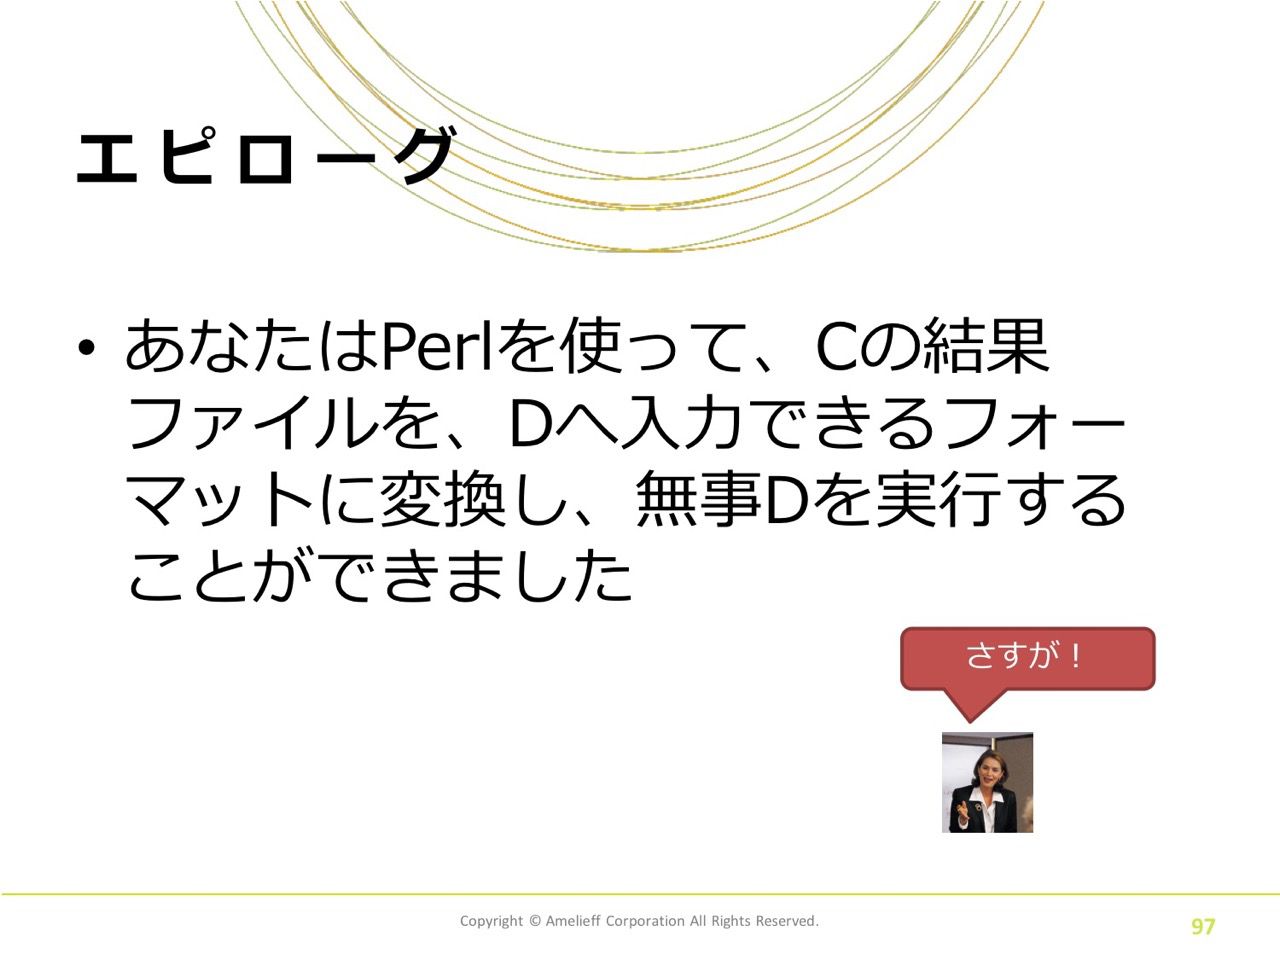 エピローグ
• あなたはPerlを使って、Cの結果
ファイルを、Dへ入力できるフォー
マットに変換し、無事Dを実行する
ことができました
さすが！
Copyright © Amelieff Corporation All Rights Reserved.
97